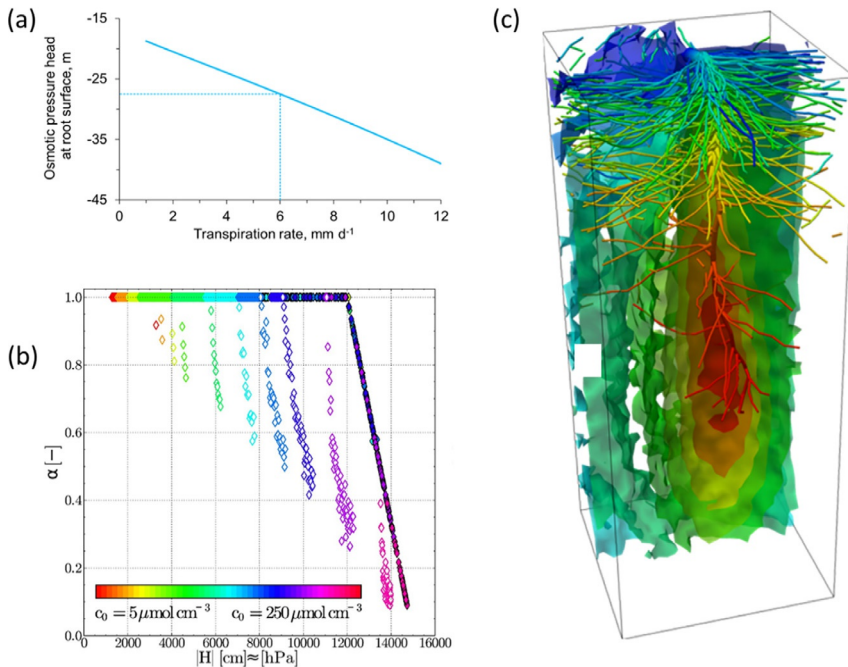 (a)
-15
-25
-35
-45
Osmotic pressure head
at root surface, m
0
2
4
6
8
10
12
Transpiration rate, mm d⁻¹
(b)
1.0
0.8
0.6
0.4
0.2
0.0
α [−]
c₀ = 5 μmol cm⁻³
c₀ = 250 μmol cm⁻³
0
2000
4000
6000
8000
10000
12000
14000
16000
|H| [cm]≈[hPa]
(c)